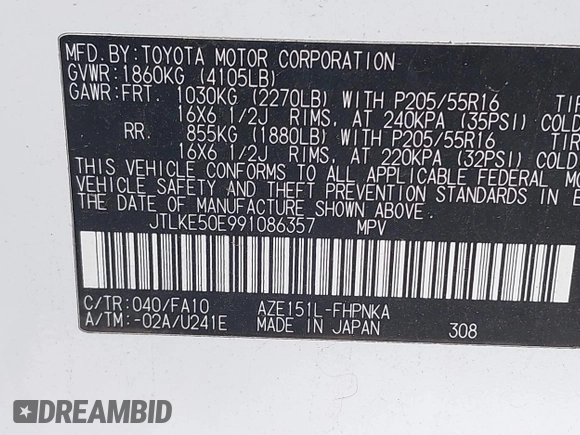 MFD.BY:TOYOTA MOTOR CORPORATION
GVWR:1860KG (4105LB)
GAWR:FRT. 1030KG (2270LB) WITH P205/55R16 TI
16X6 1/2J RIMS, AT 240KPA (35PSI) COLD
RR. 855KG (1880LB) WITH P205/55R16 TIR
16X6 1/2J RIMS, AT 220KPA (32PSI) COLD
THIS VEHICLE CONFORMS TO ALL APPLICABLE FEDERAL MO
VEHICLE SAFETY AND THEFT PREVENTION STANDARDS IN E
THE DATE OF MANUFACTURE SHOWN ABOVE.
JTLKE50E991086357 MPV
C/TR:040/FA10 AZE151L-FHPNKA
A/TM:-02A/U241E MADE IN JAPAN 308
DREAMBID